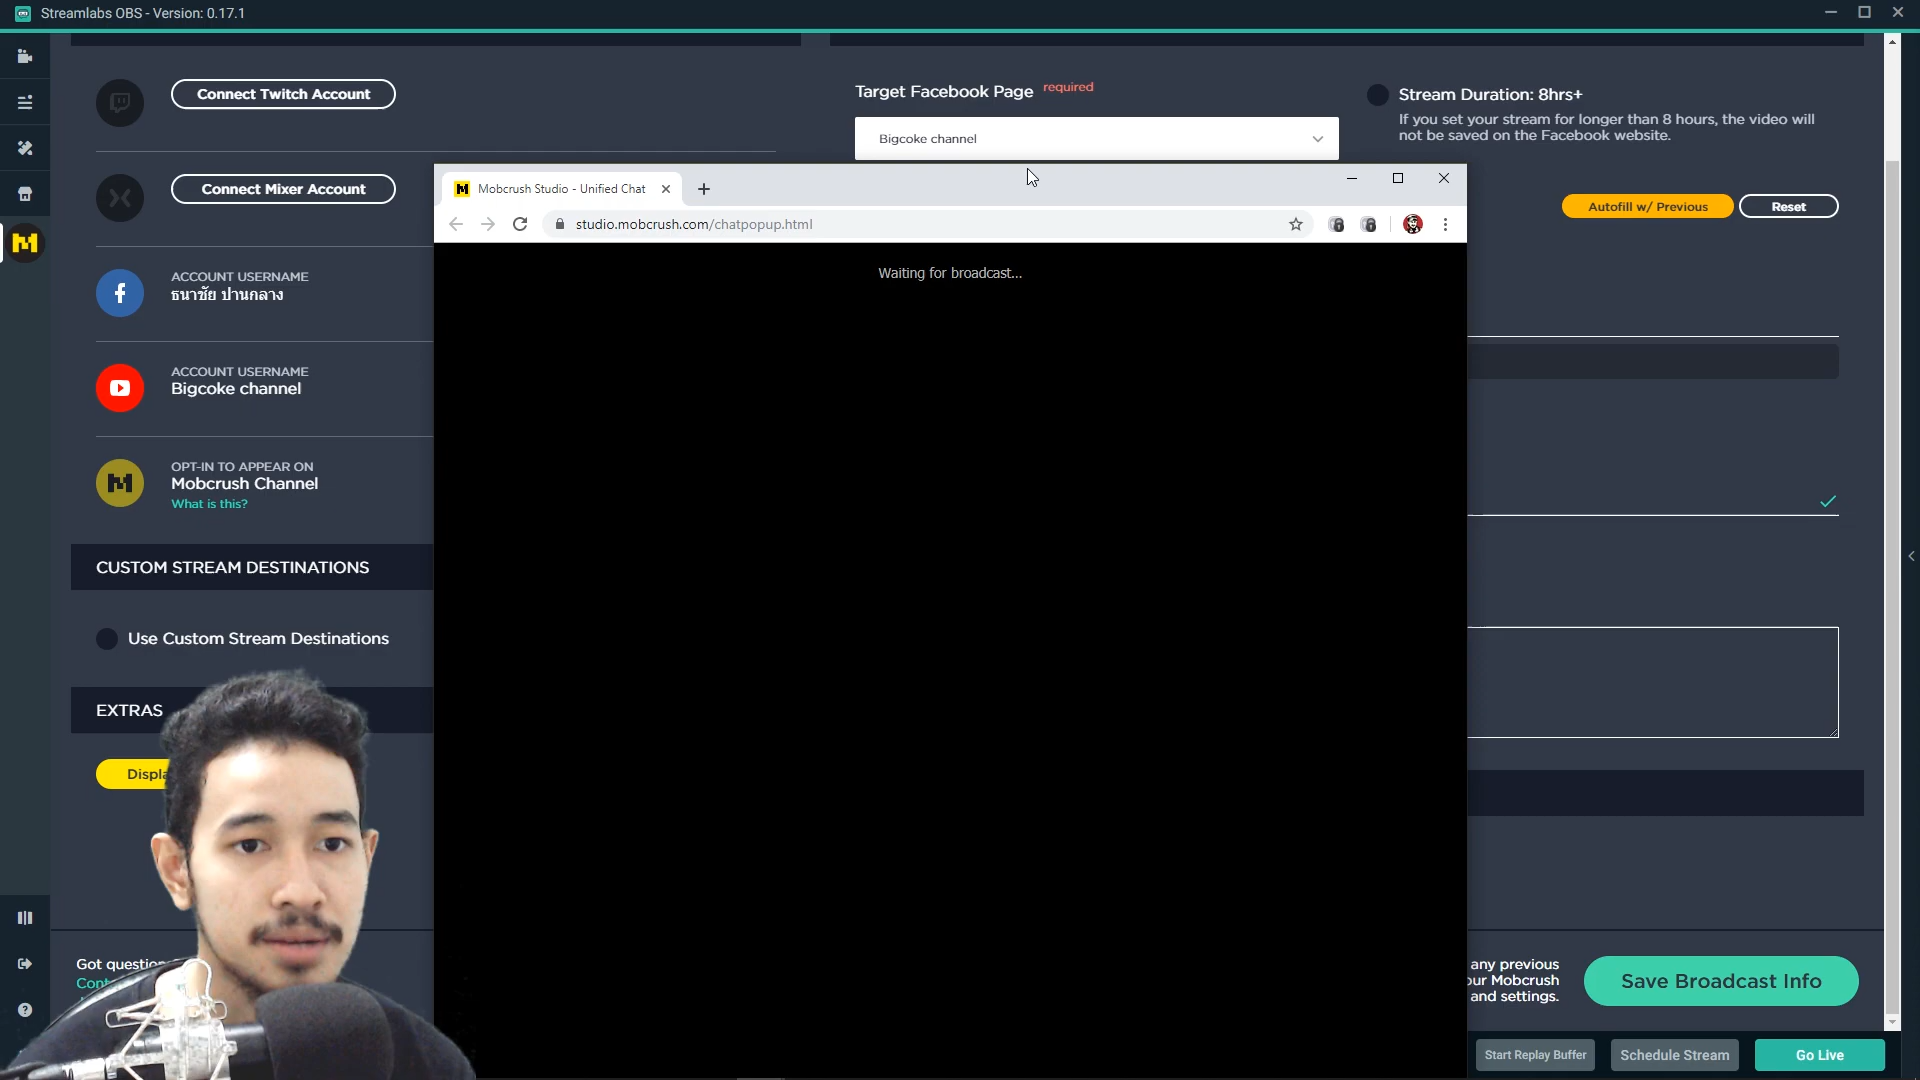 Streamlabs OBS - Version: 0.17.1
Connect Twitch Account
Connect Mixer Account
ACCOUNT USERNAME
ธนาชัย ปานกลาง
ACCOUNT USERNAME
Bigcoke channel
OPT-IN TO APPEAR ON
Mobcrush Channel
What is this?
CUSTOM STREAM DESTINATIONS
Use Custom Stream Destinations
EXTRAS
Target Facebook Page required
Bigcoke channel
Stream Duration: 8hrs+
If you set your stream for longer than 8 hours, the video will
not be saved on the Facebook website.
Autofill w/ Previous
Reset
Mobcrush Studio - Unified Chat
studio.mobcrush.com/chatpopup.html
Waiting for broadcast...
Got
any previous
Mobcrush
and settings.
Save Broadcast Info
Start Replay Buffer
Schedule Stream
Go Live